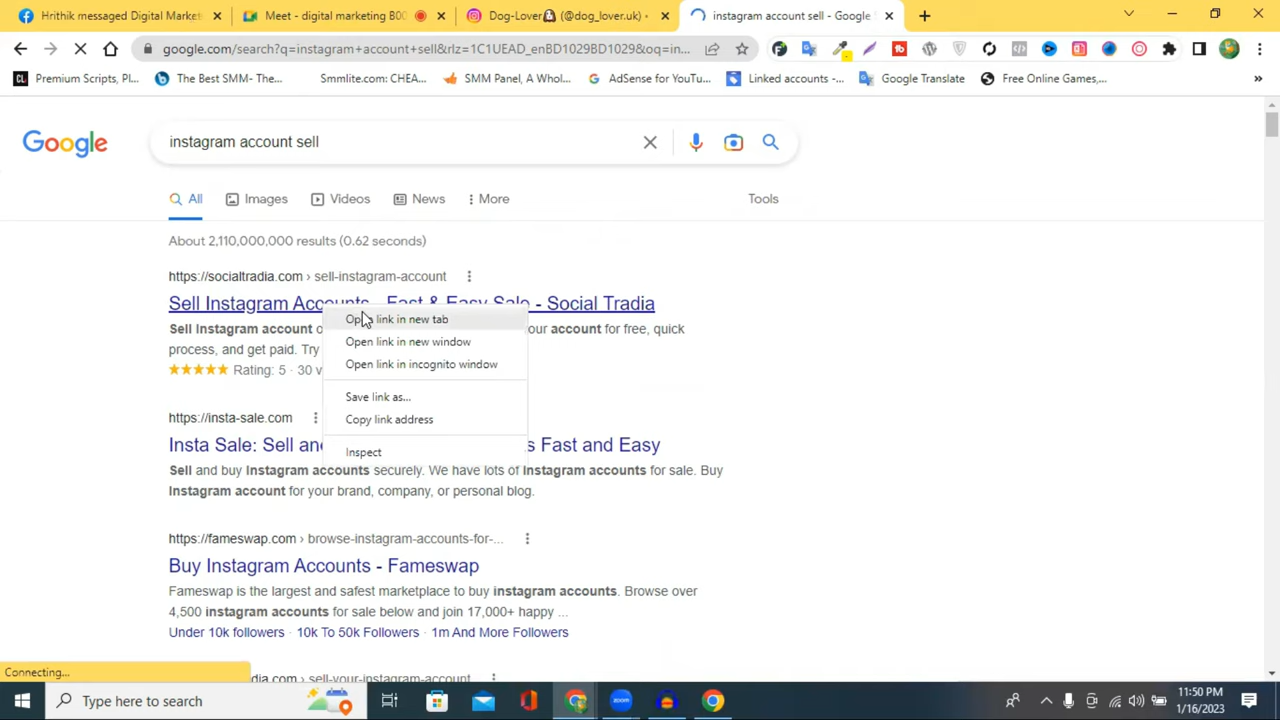 Hrithik messaged Digital Market
Meet - digital marketing B00
Dog-Lover (@dog_lover.uk) •
instagram account sell - Google S
google.com/search?q=instagram+account+sell&rlz=1C1UEAD_enBD1029BD1029&oq=in...
Premium Scripts, Pl...
The Best SMM- The...
Smmlite.com: CHEA...
SMM Panel, A Whol...
AdSense for YouTu...
Linked accounts -...
Google Translate
Free Online Games,...
Google
instagram account sell
All
Images
Videos
News
More
Tools
About 2,110,000,000 results (0.62 seconds)
https://socialtradia.com › sell-instagram-account
Sell Instagram Accounts - Fast & Easy Sale - Social Tradia
Open link in new tab
Sell Instagram account o
our account for free, quick
Open link in new window
process, and get paid. Try
Open link in incognito window
Rating: 5 · 30 v
Save link as...
https://insta-sale.com
Copy link address
Insta Sale: Sell an
s Fast and Easy
Inspect
Sell and buy Instagram accounts securely. We have lots of Instagram accounts for sale. Buy
Instagram account for your brand, company, or personal blog.
https://fameswap.com › browse-instagram-accounts-for-...
Buy Instagram Accounts - Fameswap
Fameswap is the largest and safest marketplace to buy instagram accounts. Browse over
4,500 instagram accounts for sale below and join 17,000+ happy ...
Under 10k followers · 10k To 50k Followers · 1m And More Followers
Connecting...
dia.com › sell-your-instagram-account
Type here to search
zoom
11:50 PM
1/16/2023